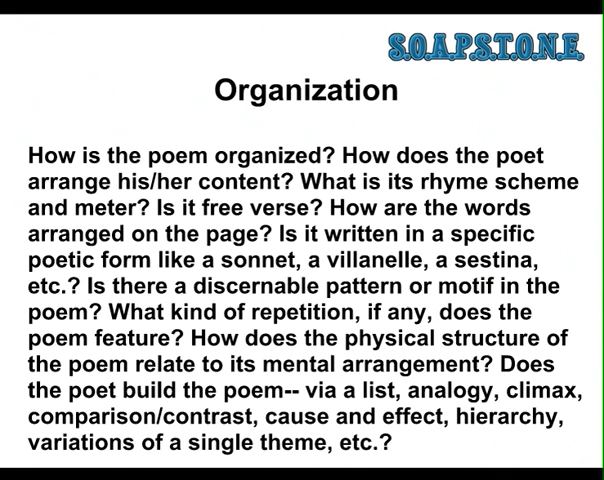 S.O.A.P.S.T.O.N.E.
Organization
How is the poem organized? How does the poet
arrange his/her content? What is its rhyme scheme
and meter? Is it free verse? How are the words
arranged on the page? Is it written in a specific
poetic form like a sonnet, a villanelle, a sestina,
etc.? Is there a discernable pattern or motif in the
poem? What kind of repetition, if any, does the
poem feature? How does the physical structure of
the poem relate to its mental arrangement? Does
the poet build the poem-- via a list, analogy, climax,
comparison/contrast, cause and effect, hierarchy,
variations of a single theme, etc.?